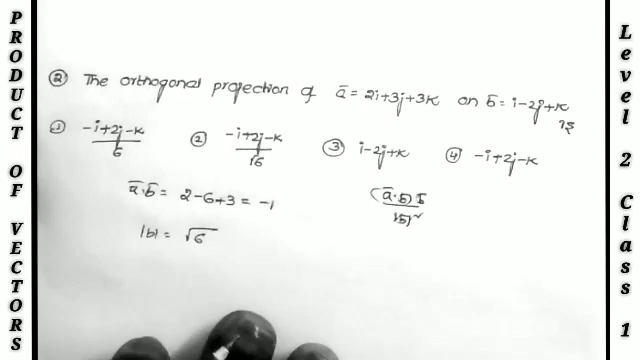 PRODUCT OF VECTORS
② The orthogonal projection of a̅ = 2i+3j+3k on b̅ = i-2j+k is
① -i+2j-k/6 ② -i+2j-k/√6 ③ i-2j+k ④ -i+2j-k
a̅.b̅ = 2-6+3 = -1 (a̅.b̅)b̅/|b̅|²
|b| = √6
Level 2 Class 1